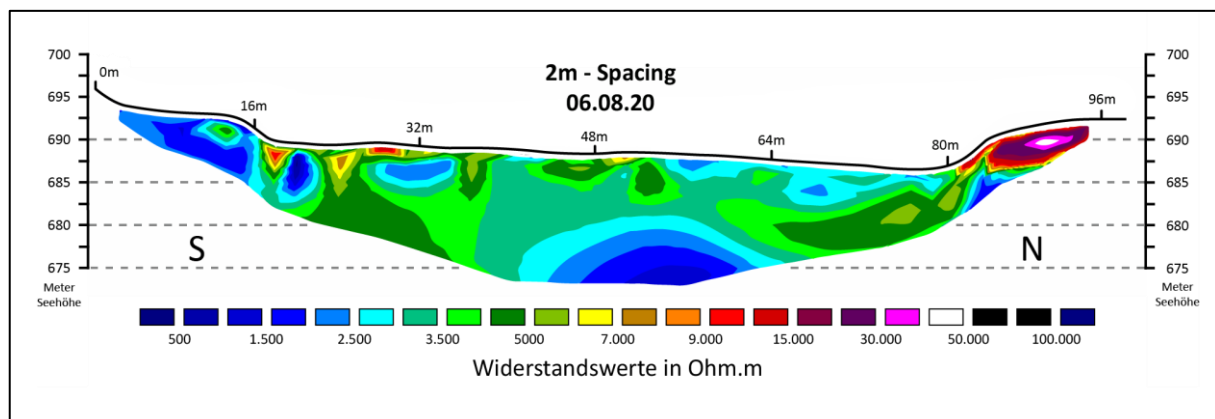 2m - Spacing
06.08.20
700
695
690
685
680
675
Meter
Seehöhe
0m
16m
32m
48m
64m
80m
96m
S
N
700
695
690
685
680
675
Meter
Seehöhe
500 1.500 2.500 3.500 5000 7.000 9.000 15.000 30.000 50.000 100.000
Widerstandswerte in Ohm.m